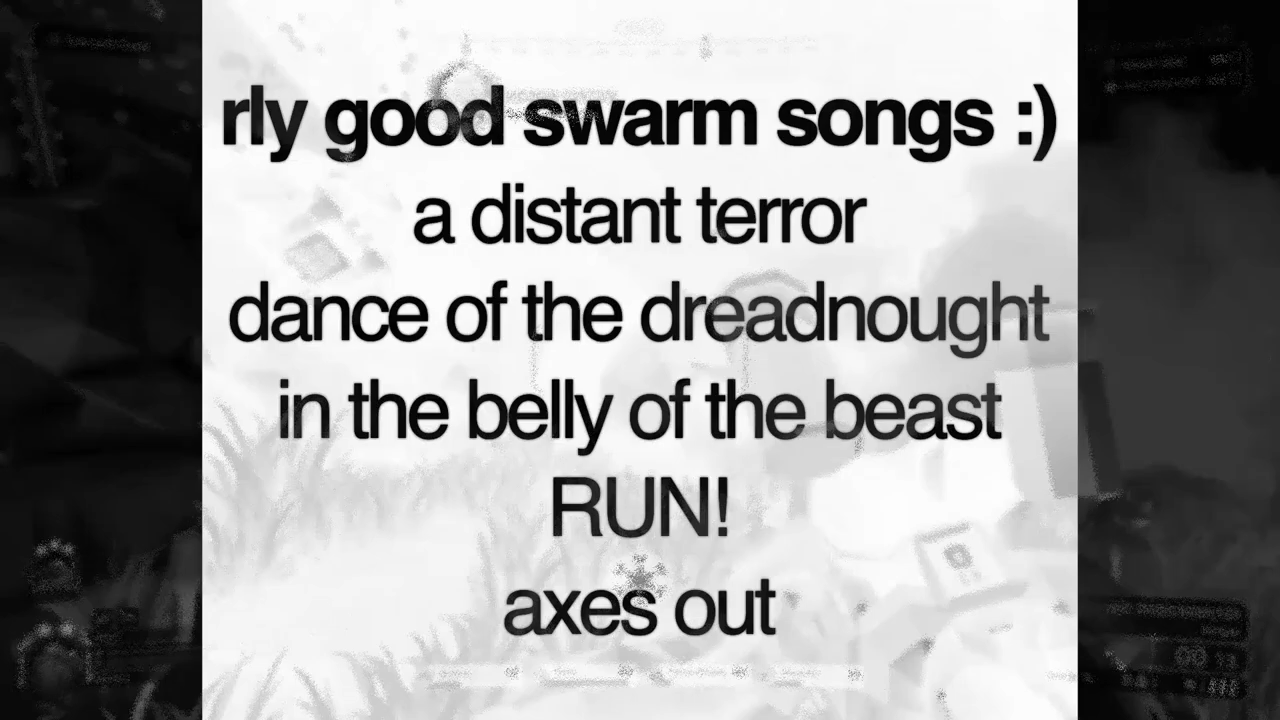 rly good swarm songs :)
a distant terror
dance of the dreadnought
in the belly of the beast
RUN!
axes out